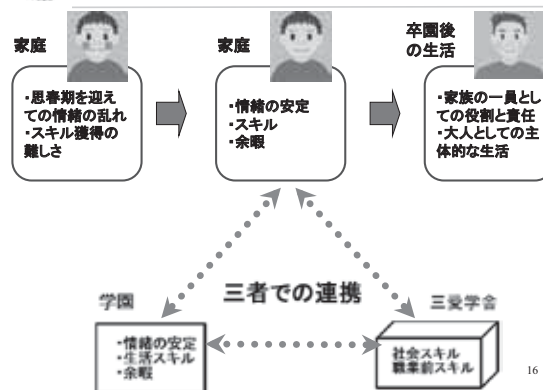 家庭
・思春期を迎え
ての情緒の乱れ
・スキル獲得の
難しさ
家庭
・情緒の安定
・スキル
・余暇
卒園後
の生活
・家族の一員とし
ての役割と責任
・大人としての主
体的な生活
三者での連携
学園
・情緒の安定
・生活スキル
・余暇
三愛学舎
社会スキル
職業前スキル
16